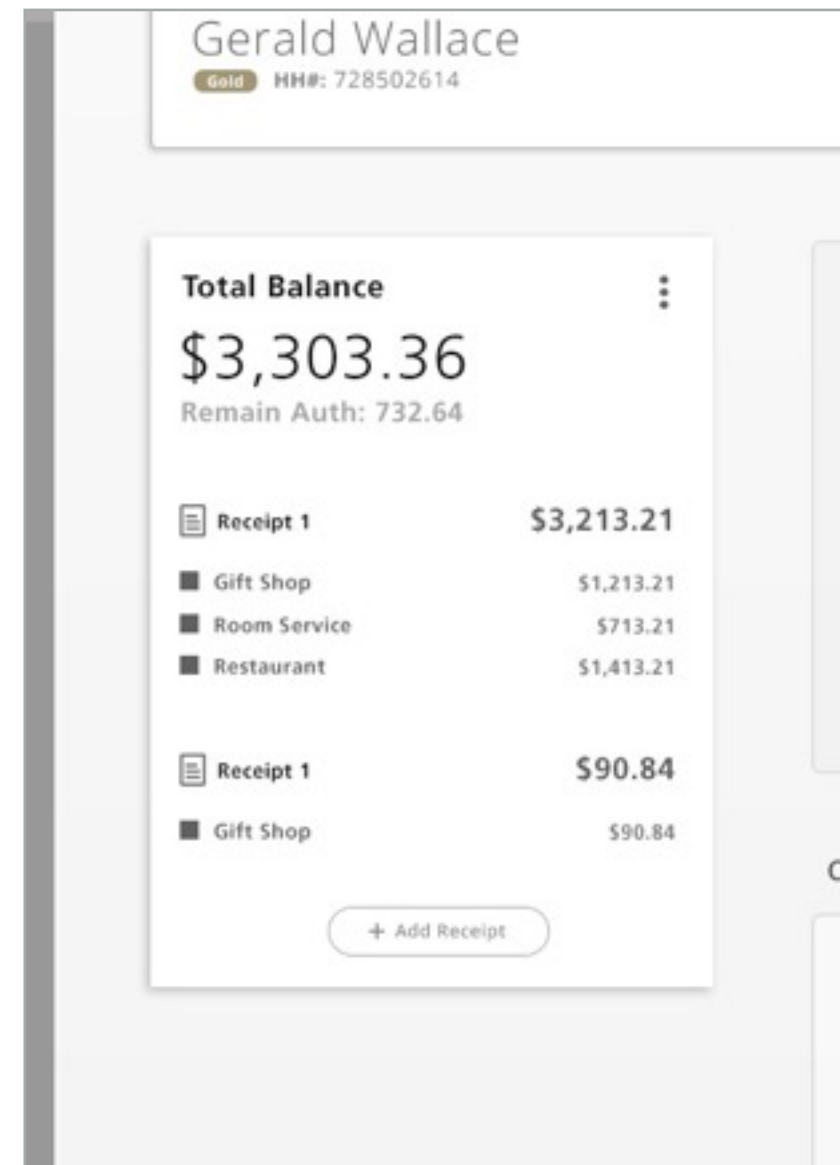 Gerald Wallace
Gold HH#: 728502614
Total Balance
$3,303.36
Remain Auth: 732.64
Receipt 1 $3,213.21
Gift Shop $1,213.21
Room Service $713.21
Restaurant $1,413.21
Receipt 1 $90.84
Gift Shop $90.84
+ Add Receipt